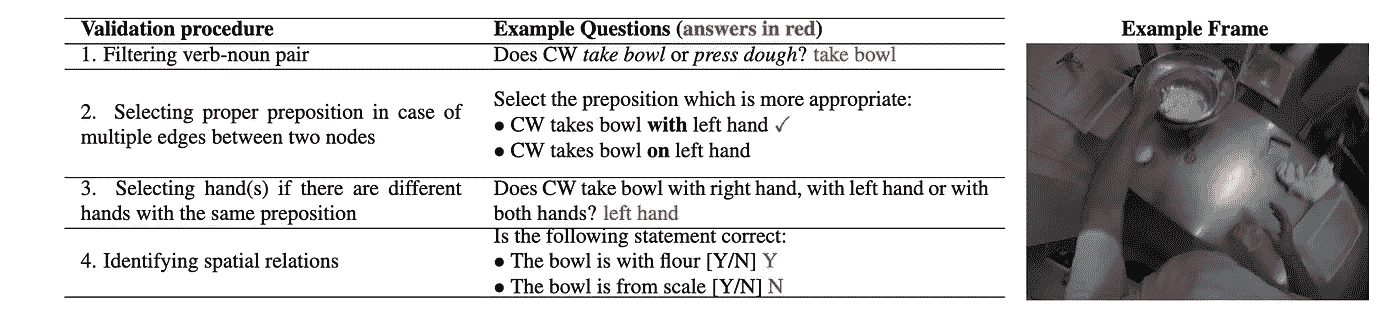 Validation procedure
Example Questions (answers in red)
Example Frame
1. Filtering verb-noun pair
Does CW take bowl or press dough? take bowl
2. Selecting proper preposition in case of
multiple edges between two nodes
Select the preposition which is more appropriate:
• CW takes bowl with left hand ✓
• CW takes bowl on left hand
3. Selecting hand(s) if there are different
hands with the same preposition
Does CW take bowl with right hand, with left hand or with
both hands? left hand
4. Identifying spatial relations
Is the following statement correct:
• The bowl is with flour [Y/N] Y
• The bowl is from scale [Y/N] N